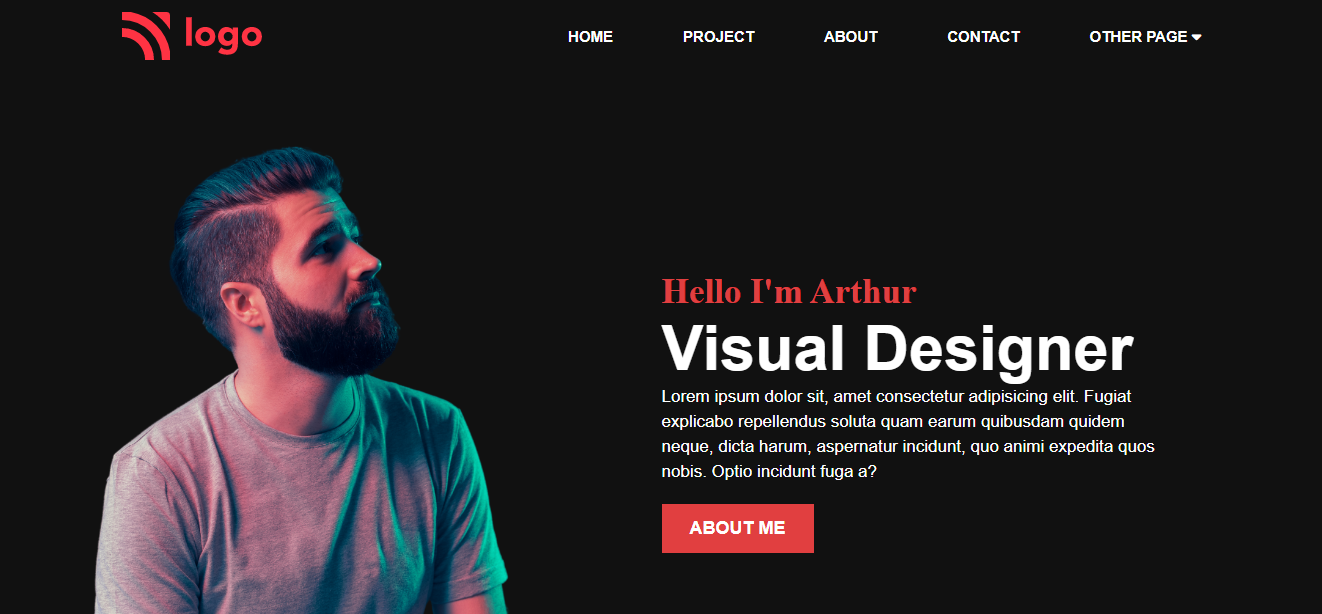 logo
HOME PROJECT ABOUT CONTACT OTHER PAGE
Hello I'm Arthur
Visual Designer
Lorem ipsum dolor sit, amet consectetur adipisicing elit. Fugiat
explicabo repellendus soluta quam earum quibusdam quidem
neque, dicta harum, aspernatur incidunt, quo animi expedita quos
nobis. Optio incidunt fuga a?
ABOUT ME